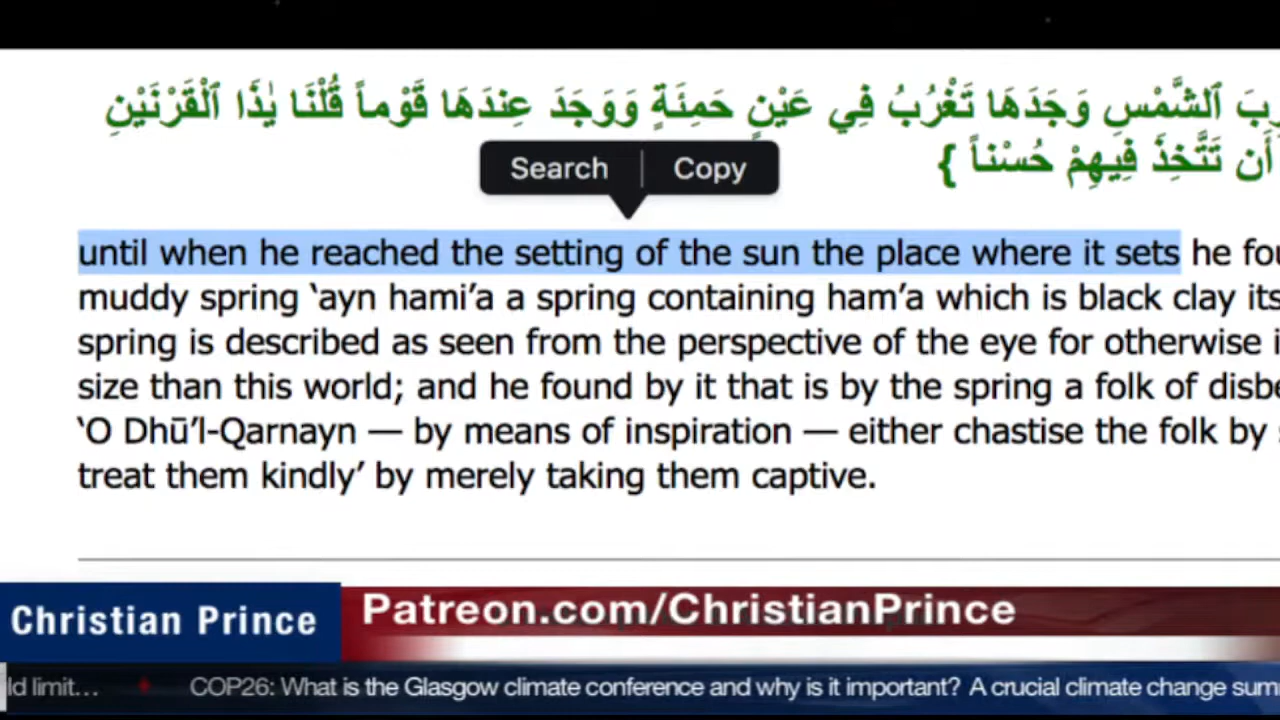 ٱلشَّمْسِ وَجَدَهَا تَغْرُبُ فِي عَيْنٍ حَمِئَةٍ وَوَجَدَ عِندَهَا قَوْماً قُلْنَا يٰذَا ٱلْقَرْنَيْنِ
أَن تَتَّخِذَ فِيهِمْ حُسْناً }
Search Copy
until when he reached the setting of the sun the place where it sets he
muddy spring ‘ayn hami’a a spring containing ham’a which is black clay its
spring is described as seen from the perspective of the eye for otherwise
size than this world; and he found by it that is by the spring a folk of
‘O Dhū’l-Qarnayn — by means of inspiration — either chastise the folk by
treat them kindly’ by merely taking them captive.
Christian Prince
Patreon.com/ChristianPrince
limit... COP26: What is the Glasgow climate conference and why is it important? A crucial climate change